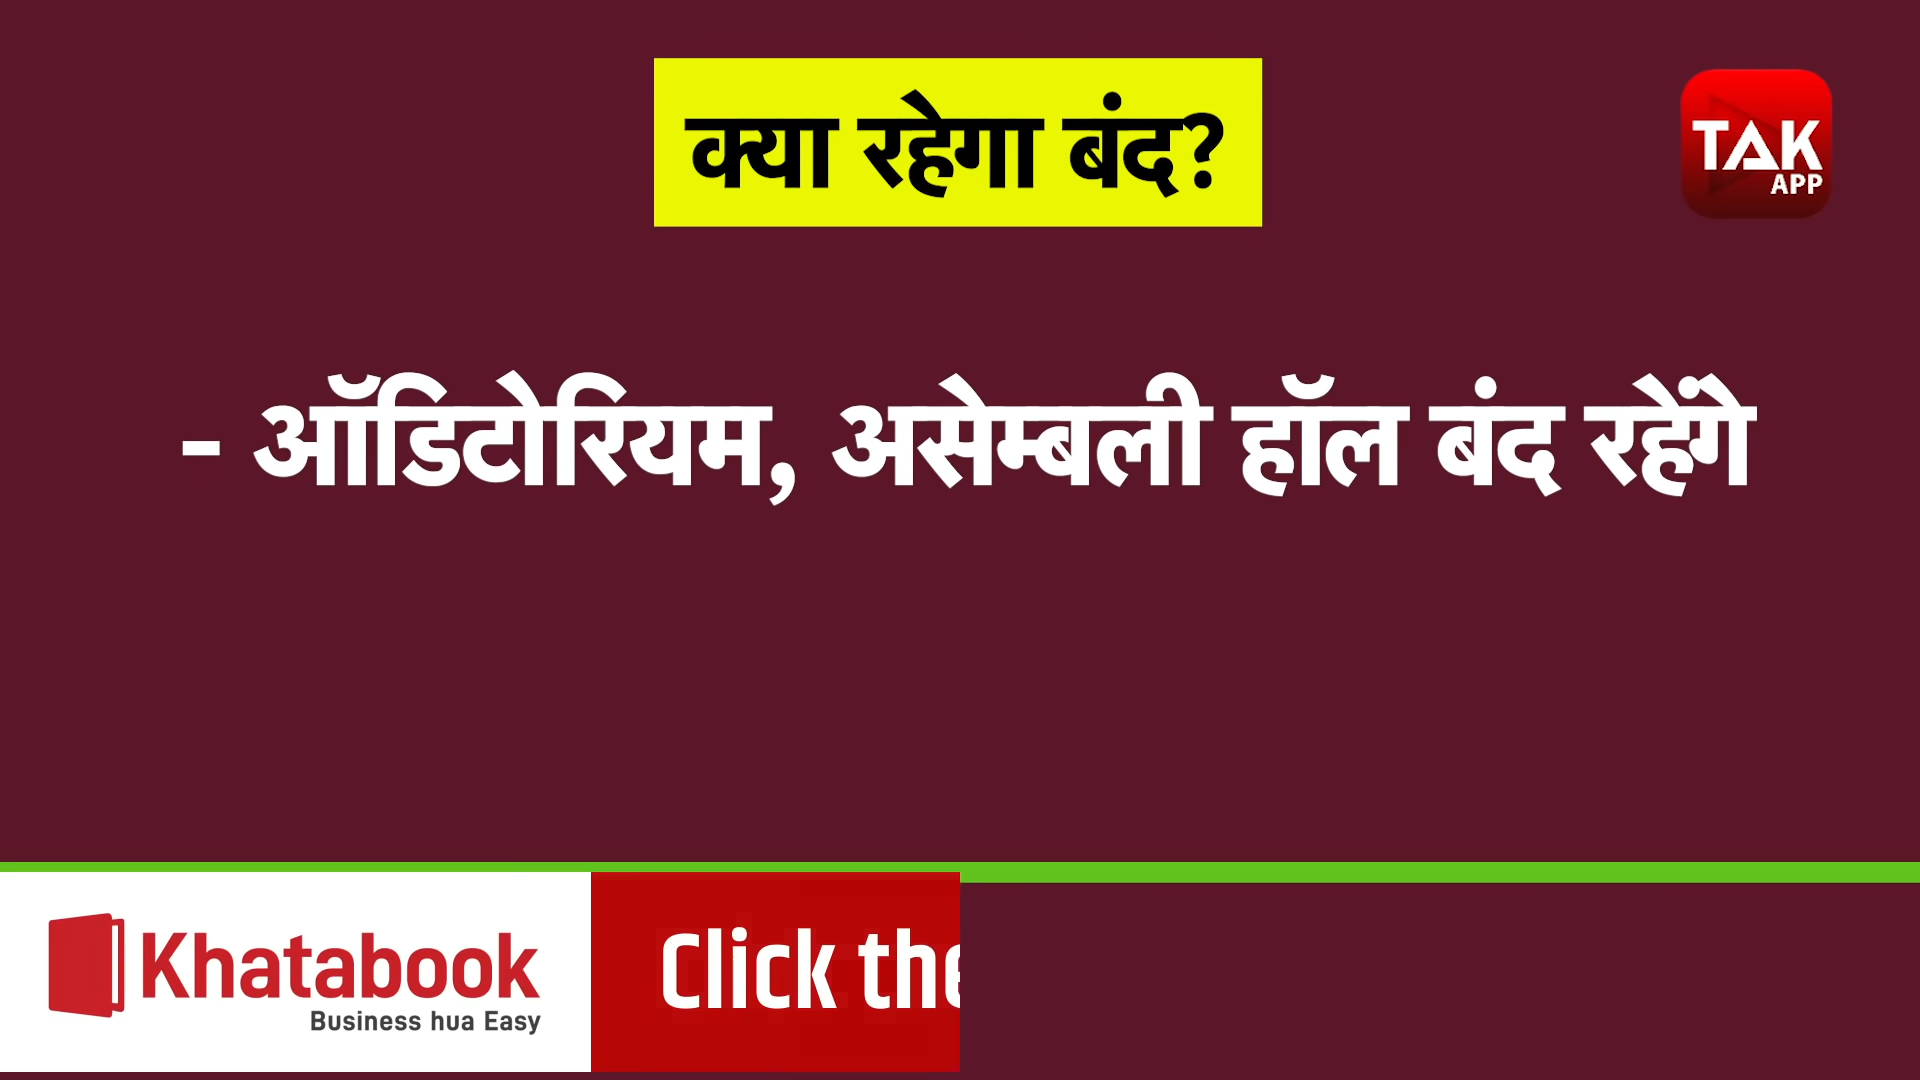 क्या रहेगा बंद?
TAK
APP
- ऑडिटोरियम, असेम्बली हॉल बंद रहेंगे
Khatabook
Business hua Easy
Click the